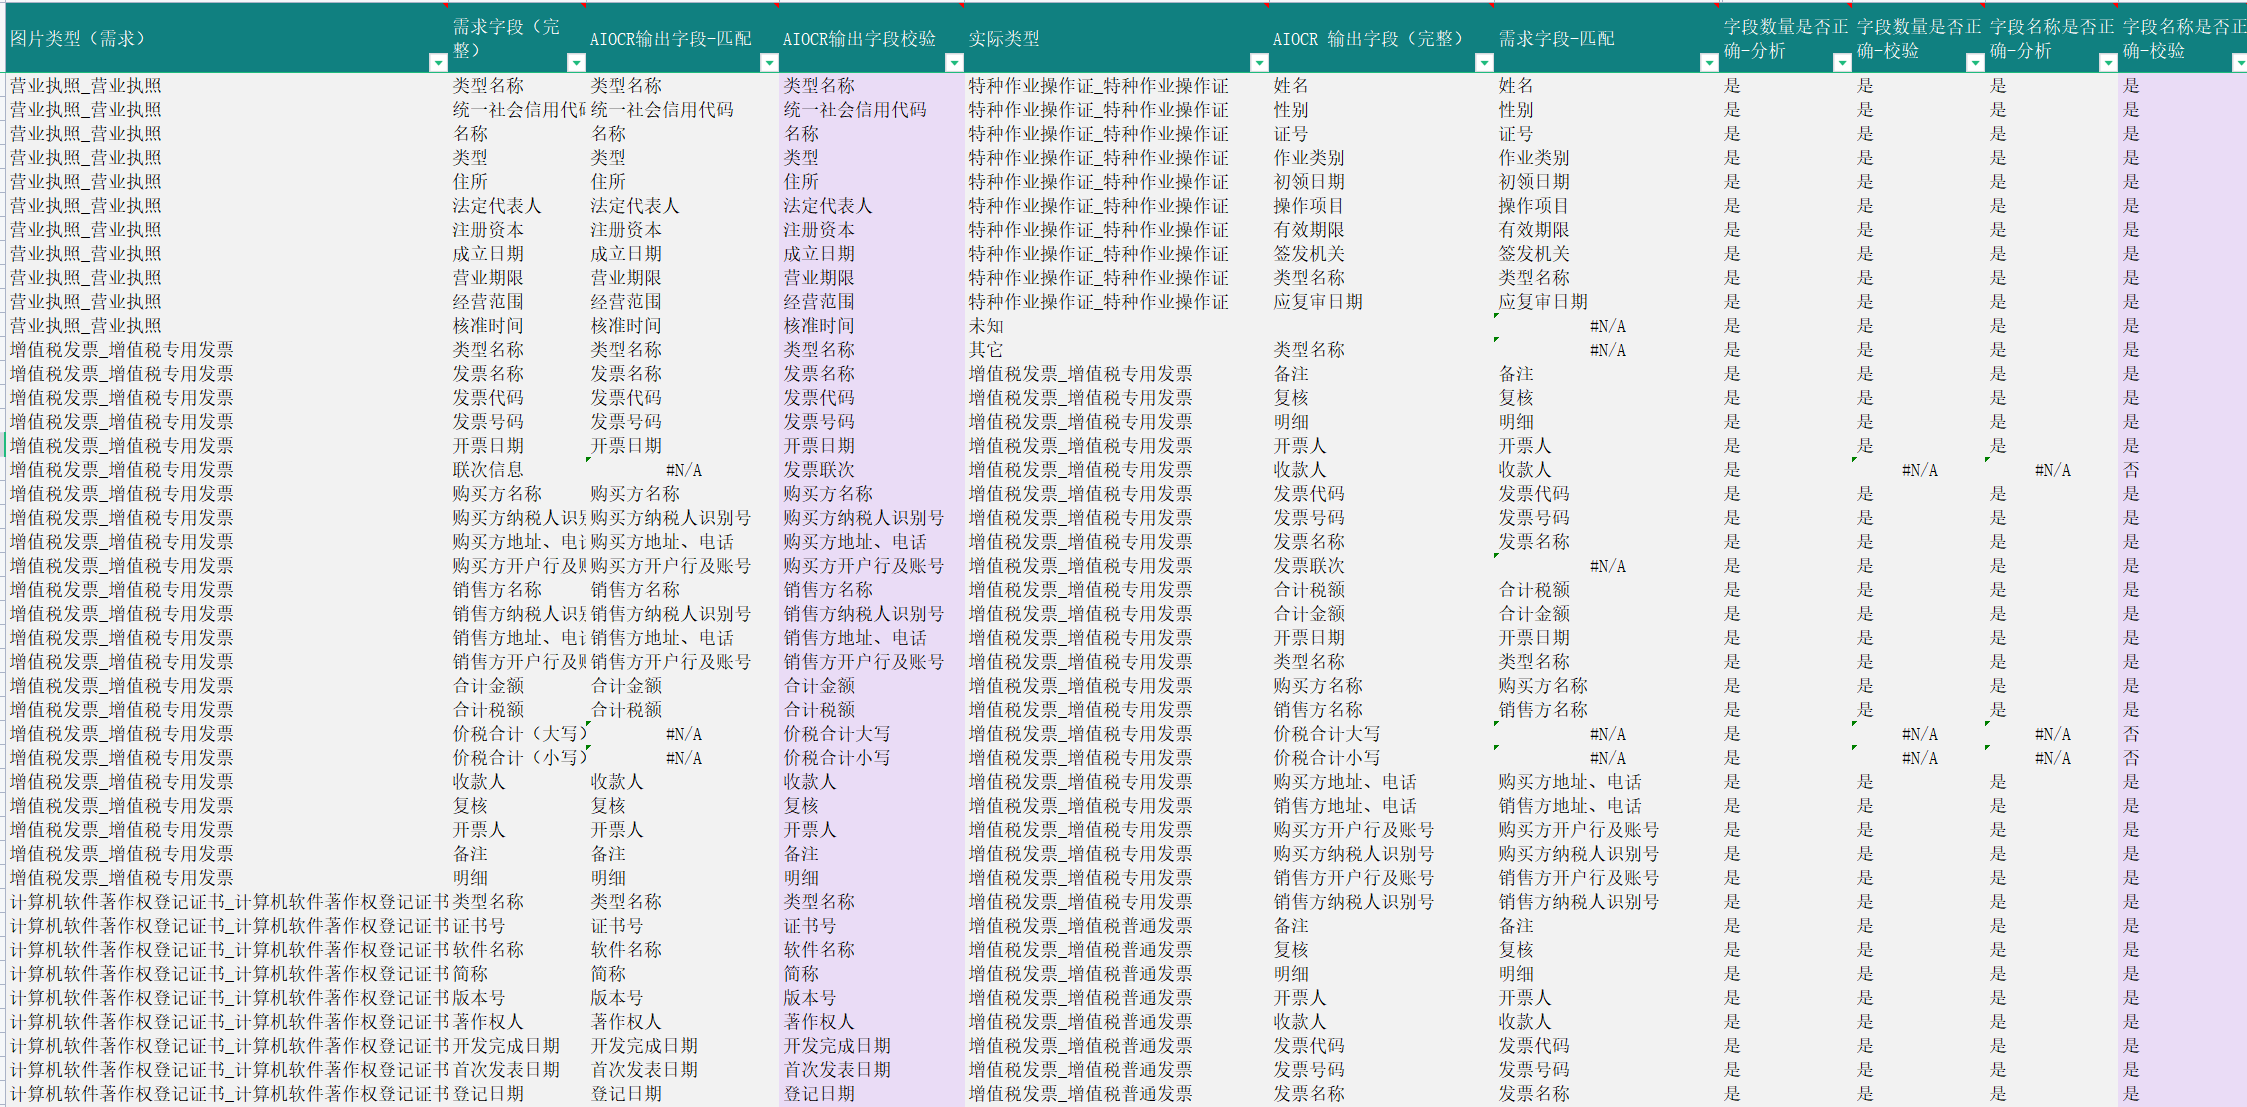 图片类型（需求） 需求字段（完整） AIOCR输出字段-匹配 AIOCR输出字段校验 实际类型 AIOCR 输出字段（完整） 需求字段-匹配 字段数量是否正确-分析 字段数量是否正确-校验 字段名称是否正确-分析 字段名称是否正确-校验
营业执照_营业执照 类型名称 类型名称 类型名称 特种作业操作证_特种作业操作证 姓名 姓名 是 是 是 是
营业执照_营业执照 统一社会信用代码 统一社会信用代码 统一社会信用代码 特种作业操作证_特种作业操作证 性别 性别 是 是 是 是
营业执照_营业执照 名称 名称 名称 特种作业操作证_特种作业操作证 证号 证号 是 是 是 是
营业执照_营业执照 类型 类型 类型 特种作业操作证_特种作业操作证 作业类别 作业类别 是 是 是 是
营业执照_营业执照 住所 住所 住所 特种作业操作证_特种作业操作证 初领日期 初领日期 是 是 是 是
营业执照_营业执照 法定代表人 法定代表人 法定代表人 特种作业操作证_特种作业操作证 操作项目 操作项目 是 是 是 是
营业执照_营业执照 注册资本 注册资本 注册资本 特种作业操作证_特种作业操作证 有效期限 有效期限 是 是 是 是
营业执照_营业执照 成立日期 成立日期 成立日期 特种作业操作证_特种作业操作证 签发机关 签发机关 是 是 是 是
营业执照_营业执照 营业期限 营业期限 营业期限 特种作业操作证_特种作业操作证 类型名称 类型名称 是 是 是 是
营业执照_营业执照 经营范围 经营范围 经营范围 特种作业操作证_特种作业操作证 应复审日期 应复审日期 是 是 是 是
营业执照_营业执照 核准时间 核准时间 核准时间 未知 #N/A 是 是 是 是
增值税发票_增值税专用发票 类型名称 类型名称 类型名称 其它 类型名称 #N/A 是 是 是 是
增值税发票_增值税专用发票 发票名称 发票名称 发票名称 增值税发票_增值税专用发票 备注 备注 是 是 是 是
增值税发票_增值税专用发票 发票代码 发票代码 发票代码 增值税发票_增值税专用发票 复核 复核 是 是 是 是
增值税发票_增值税专用发票 发票号码 发票号码 发票号码 增值税发票_增值税专用发票 明细 明细 是 是 是 是
增值税发票_增值税专用发票 开票日期 开票日期 开票日期 增值税发票_增值税专用发票 开票人 开票人 是 是 是 是
增值税发票_增值税专用发票 联次信息 #N/A 发票联次 增值税发票_增值税专用发票 收款人 收款人 是 #N/A #N/A 否
增值税发票_增值税专用发票 购买方名称 购买方名称 购买方名称 增值税发票_增值税专用发票 发票代码 发票代码 是 是 是 是
增值税发票_增值税专用发票 购买方纳税人识别 购买方纳税人识别号 购买方纳税人识别号 增值税发票_增值税专用发票 发票号码 发票号码 是 是 是 是
增值税发票_增值税专用发票 购买方地址、电话 购买方地址、电话 购买方地址、电话 增值税发票_增值税专用发票 发票名称 发票名称 是 是 是 是
增值税发票_增值税专用发票 购买方开户行及账 购买方开户行及账号 购买方开户行及账号 增值税发票_增值税专用发票 发票联次 #N/A 是 是 是 是
增值税发票_增值税专用发票 销售方名称 销售方名称 销售方名称 增值税发票_增值税专用发票 合计税额 合计税额 是 是 是 是
增值税发票_增值税专用发票 销售方纳税人识别 销售方纳税人识别号 销售方纳税人识别号 增值税发票_增值税专用发票 合计金额 合计金额 是 是 是 是
增值税发票_增值税专用发票 销售方地址、电话 销售方地址、电话 销售方地址、电话 增值税发票_增值税专用发票 开票日期 开票日期 是 是 是 是
增值税发票_增值税专用发票 销售方开户行及账 销售方开户行及账号 销售方开户行及账号 增值税发票_增值税专用发票 类型名称 类型名称 是 是 是 是
增值税发票_增值税专用发票 合计金额 合计金额 合计金额 增值税发票_增值税专用发票 购买方名称 购买方名称 是 是 是 是
增值税发票_增值税专用发票 合计税额 合计税额 合计税额 增值税发票_增值税专用发票 销售方名称 销售方名称 是 是 是 是
增值税发票_增值税专用发票 价税合计（大写） #N/A 价税合计大写 增值税发票_增值税专用发票 价税合计大写 #N/A 是 #N/A #N/A 否
增值税发票_增值税专用发票 价税合计（小写） #N/A 价税合计小写 增值税发票_增值税专用发票 价税合计小写 #N/A 是 #N/A #N/A 否
增值税发票_增值税专用发票 收款人 收款人 收款人 增值税发票_增值税专用发票 购买方地址、电话 购买方地址、电话 是 是 是 是
增值税发票_增值税专用发票 复核 复核 复核 增值税发票_增值税专用发票 销售方地址、电话 销售方地址、电话 是 是 是 是
增值税发票_增值税专用发票 开票人 开票人 开票人 增值税发票_增值税专用发票 购买方开户行及账号 购买方开户行及账号 是 是 是 是
增值税发票_增值税专用发票 备注 备注 备注 增值税发票_增值税专用发票 购买方纳税人识别号 购买方纳税人识别号 是 是 是 是
增值税发票_增值税专用发票 明细 明细 明细 增值税发票_增值税专用发票 销售方开户行及账号 销售方开户行及账号 是 是 是 是
计算机软件著作权登记证书_计算机软件著作权登记证书 类型名称 类型名称 类型名称 增值税发票_增值税专用发票 销售方纳税人识别号 销售方纳税人识别号 是 是 是 是
计算机软件著作权登记证书_计算机软件著作权登记证书 证书号 证书号 证书号 增值税发票_增值税普通发票 备注 备注 是 是 是 是
计算机软件著作权登记证书_计算机软件著作权登记证书 软件名称 软件名称 软件名称 增值税发票_增值税普通发票 复核 复核 是 是 是 是
计算机软件著作权登记证书_计算机软件著作权登记证书 简称 简称 简称 增值税发票_增值税普通发票 明细 明细 是 是 是 是
计算机软件著作权登记证书_计算机软件著作权登记证书 版本号 版本号 版本号 增值税发票_增值税普通发票 开票人 开票人 是 是 是 是
计算机软件著作权登记证书_计算机软件著作权登记证书 著作权人 著作权人 著作权人 增值税发票_增值税普通发票 收款人 收款人 是 是 是 是
计算机软件著作权登记证书_计算机软件著作权登记证书 开发完成日期 开发完成日期 开发完成日期 增值税发票_增值税普通发票 发票代码 发票代码 是 是 是 是
计算机软件著作权登记证书_计算机软件著作权登记证书 首次发表日期 首次发表日期 首次发表日期 增值税发票_增值税普通发票 发票号码 发票号码 是 是 是 是
计算机软件著作权登记证书_计算机软件著作权登记证书 登记日期 登记日期 登记日期 增值税发票_增值税普通发票 发票名称 发票名称 是 是 是 是